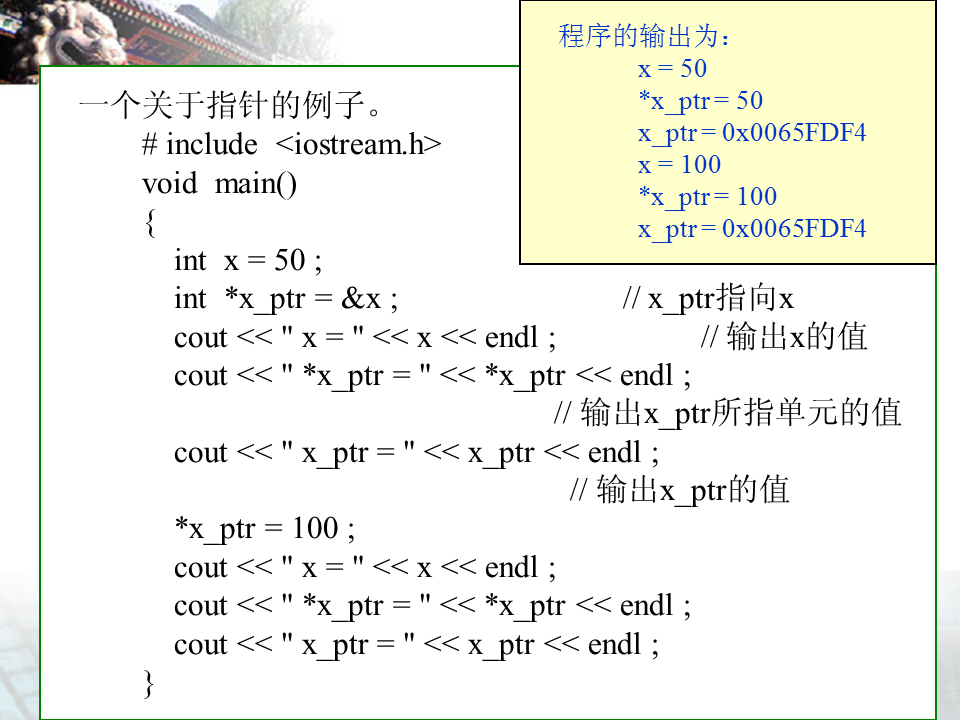 程序的输出为：
x = 50
*x_ptr = 50
x_ptr = 0x0065FDF4
x = 100
*x_ptr = 100
x_ptr = 0x0065FDF4
一个关于指针的例子。
# include <iostream.h>
void main()
{
int x = 50 ;
int *x_ptr = &x ; // x_ptr指向x
cout << " x = " << x << endl ; // 输出x的值
cout << " *x_ptr = " << *x_ptr << endl ;
// 输出x_ptr所指单元的值
cout << " x_ptr = " << x_ptr << endl ;
// 输出x_ptr的值
*x_ptr = 100 ;
cout << " x = " << x << endl ;
cout << " *x_ptr = " << *x_ptr << endl ;
cout << " x_ptr = " << x_ptr << endl ;
}